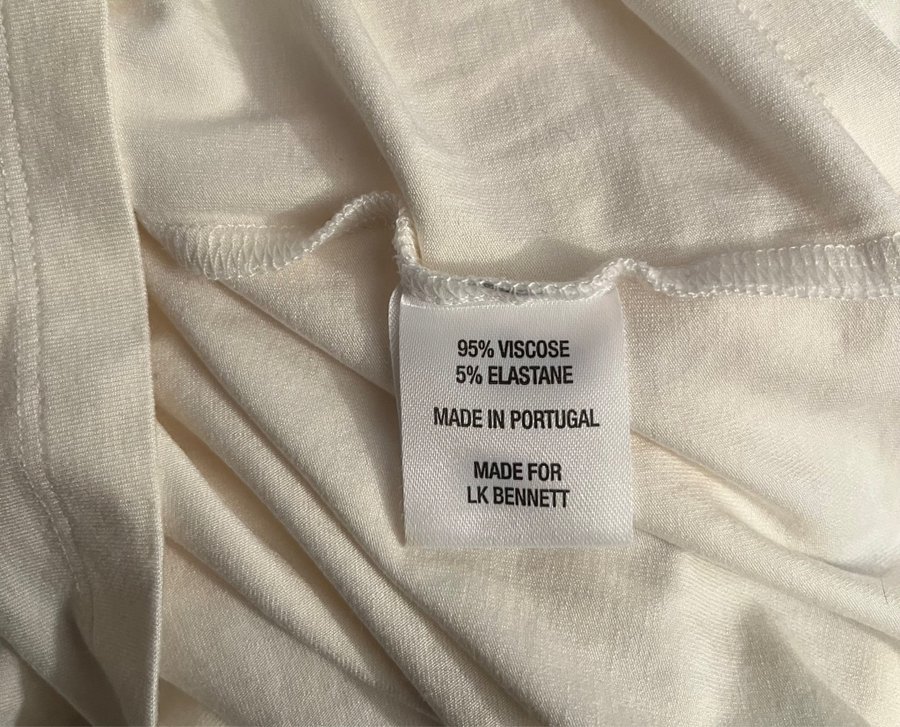 95% VISCOSE
5% ELASTANE
MADE IN PORTUGAL
MADE FOR
LK BENNETT